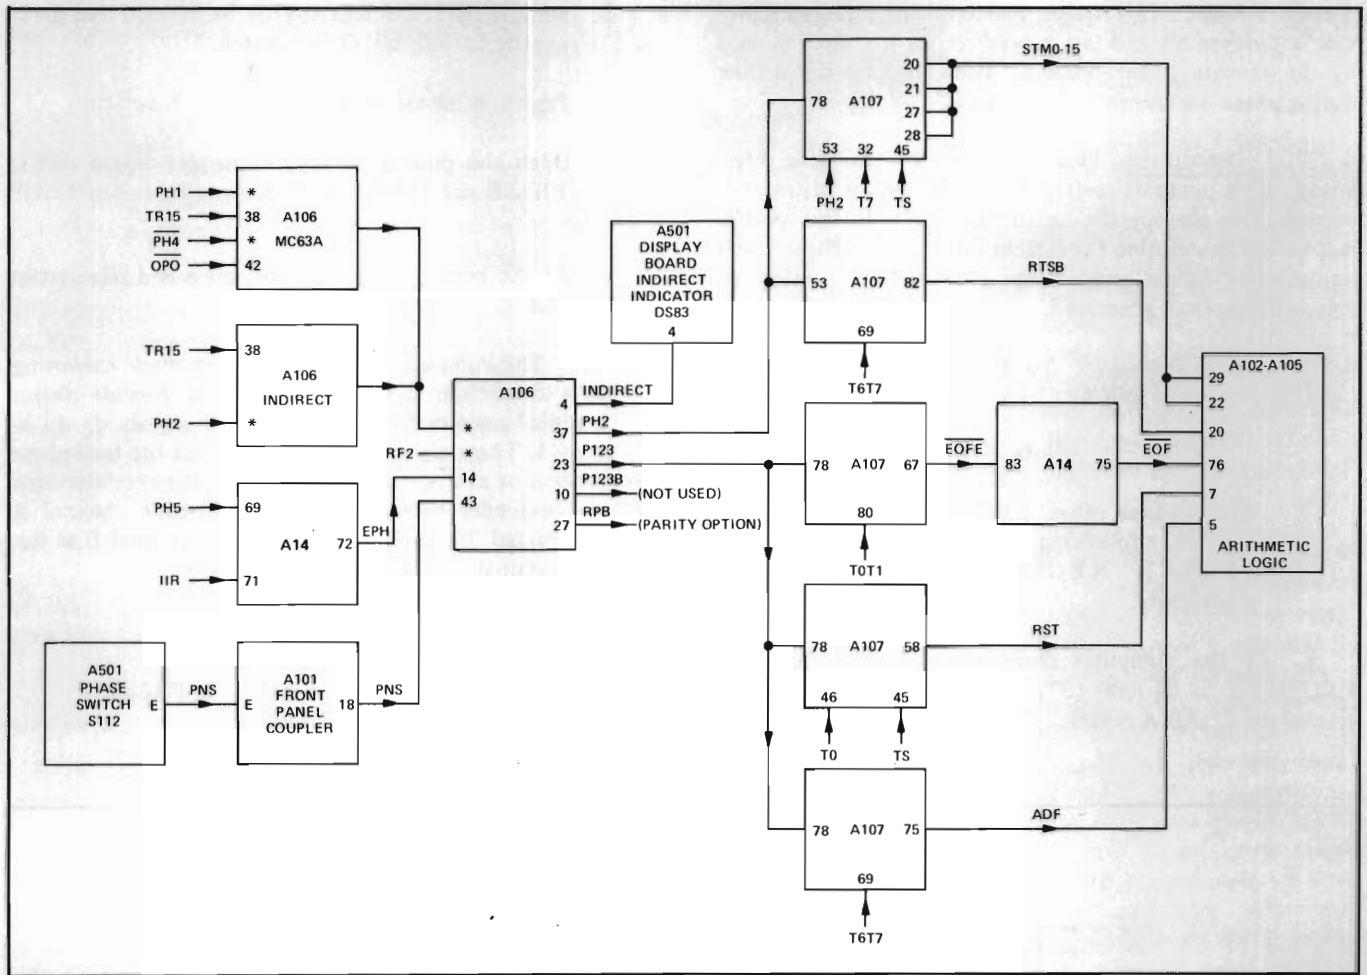 STM0-15
20
21
78 A107
27
28
53 32 45
PH2 T7 TS
PH1
*
TR15
38
A106
MC63A
PH4
*
OPO
42
A501
DISPLAY
BOARD
INDIRECT
INDICATOR
DS83
4
RTSB
53 A107 82
69
T6T7
TR15
38
A106
INDIRECT
PH2
*
A106
INDIRECT
4
PH2
37
P123
23
P123B
10
(NOT USED)
RPB
27
(PARITY OPTION)
*
RF2
*
14
43
EOFE
78 A107 67
80
T0T1
83 A14 75
EOF
A102-A105
29
22
20
76
7
5
ARITHMETIC
LOGIC
PH5
69
A14
72
EPH
IIR
71
RST
78 A107 58
46 45
T0 TS
A501
PHASE
SWITCH
S112
E
PNS
E
A101
FRONT
PANEL
COUPLER
18
PNS
ADF
78 A107 75
69
T6T7